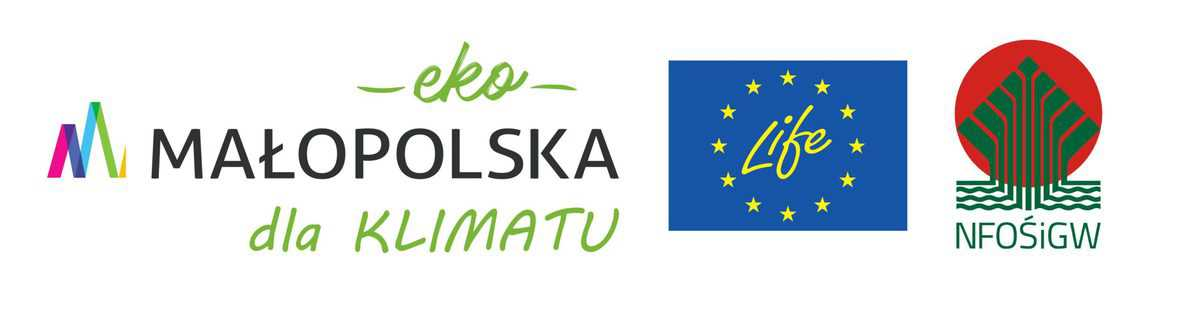 eko
MAŁOPOLSKA
dla KLIMATU
Life
NFOŚiGW